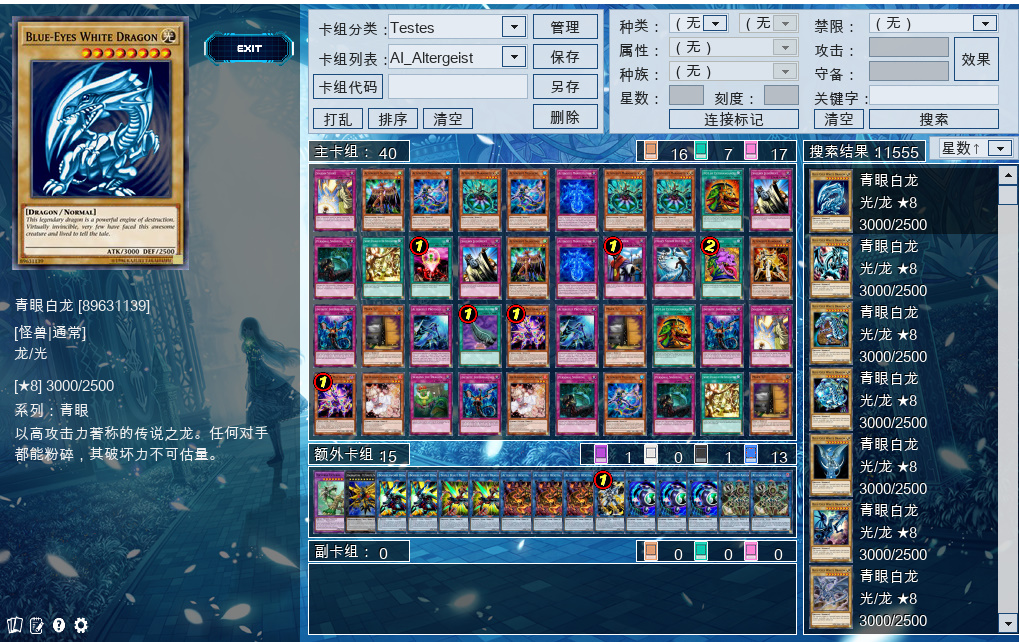 BLUE-EYES WHITE DRAGON
[DRAGON / NORMAL]
This legendary dragon is a powerful engine of destruction.
Virtually invincible, very few have faced this awesome
creature and lived to tell the tale.
ATK/3000 DEF/2500
89631139
EXIT
青眼白龙 [89631139]
[怪兽|通常]
龙/光
[★8] 3000/2500
系列：青眼
以高攻击力著称的传说之龙。任何对手
都能粉碎，其破坏力不可估量。
卡组分类：Testes 管理
卡组列表：AI_Altergeist 保存
卡组代码 另存
打乱 排序 清空 删除
种类： （无） （无） 禁限： （无）
属性： （无） 攻击： 效果
种族： （无） 守备：
星数： 刻度： 关键字：
连接标记 清空 搜索
主卡组： 40 16 7 17
搜索结果：11555 星数↑
1 1 2
1 1
1
额外卡组：15 1 0 1 13
1
副卡组： 0 0 0 0
青眼白龙
光/龙 ★8
3000/2500
青眼白龙
光/龙 ★8
3000/2500
青眼白龙
光/龙 ★8
3000/2500
青眼白龙
光/龙 ★8
3000/2500
青眼白龙
光/龙 ★8
3000/2500
青眼白龙
光/龙 ★8
3000/2500
青眼白龙
光/龙 ★8
3000/2500